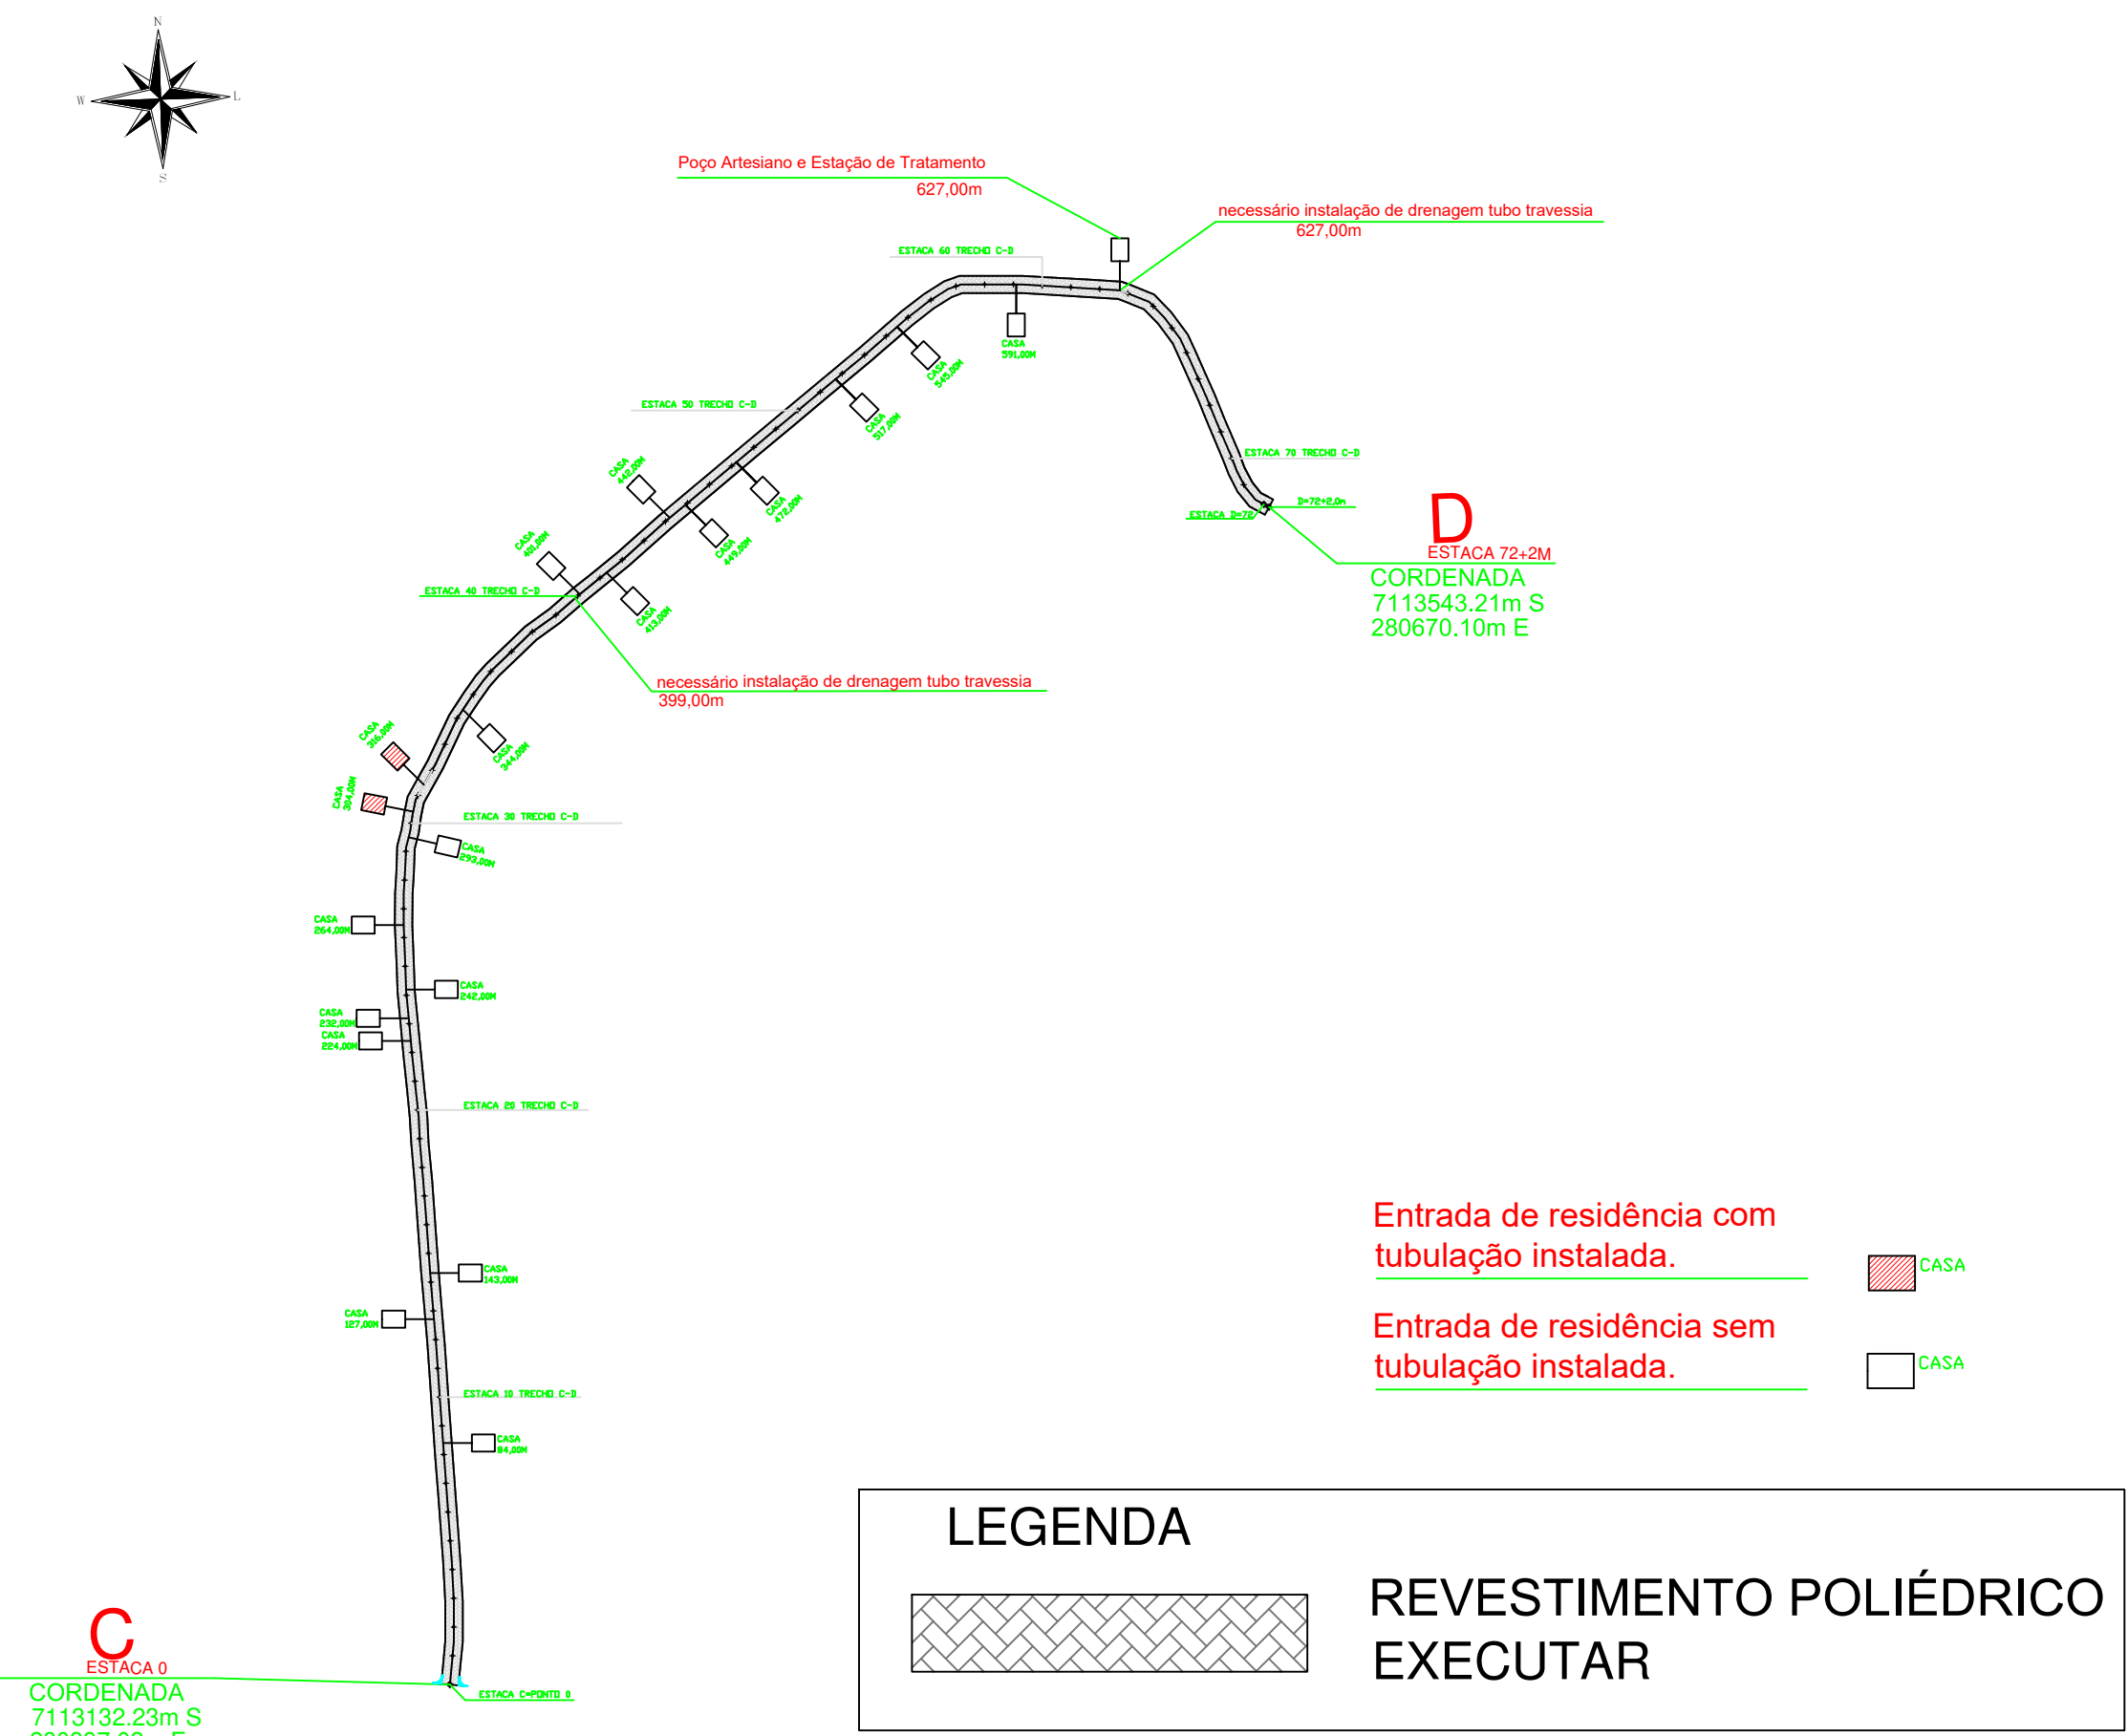 N
W
L
S
Poço Artesiano e Estação de Tratamento
627,00m
necessário instalação de drenagem tubo travessia
627,00m
ESTACA 60 TRECHO C-D
CASA
591,00M
CASA
545,00M
ESTACA 50 TRECHO C-D
CASA
517,00M
CASA
442,00M
CASA
472,00M
ESTACA 70 TRECHO C-D
D=72+2.0m
ESTACA D=72
D
ESTACA 72+2M
CORDENADA
7113543.21m S
280670.10m E
CASA
449,00M
CASA
401,00M
ESTACA 40 TRECHO C-D
CASA
413,00M
necessário instalação de drenagem tubo travessia
399,00m
CASA
316,00M
CASA
344,00M
CASA
304,00M
ESTACA 30 TRECHO C-D
CASA
293,00M
CASA
264,00M
CASA
242,00M
CASA
232,00M
CASA
224,00M
ESTACA 20 TRECHO C-D
Entrada de residência com
tubulação instalada.
CASA
CASA
143,00M
CASA
127,00M
Entrada de residência sem
tubulação instalada.
CASA
ESTACA 10 TRECHO C-D
CASA
84,00M
LEGENDA
REVESTIMENTO POLIÉDRICO
EXECUTAR
C
ESTACA 0
CORDENADA
7113132.23m S
ESTACA C=PONTO 0